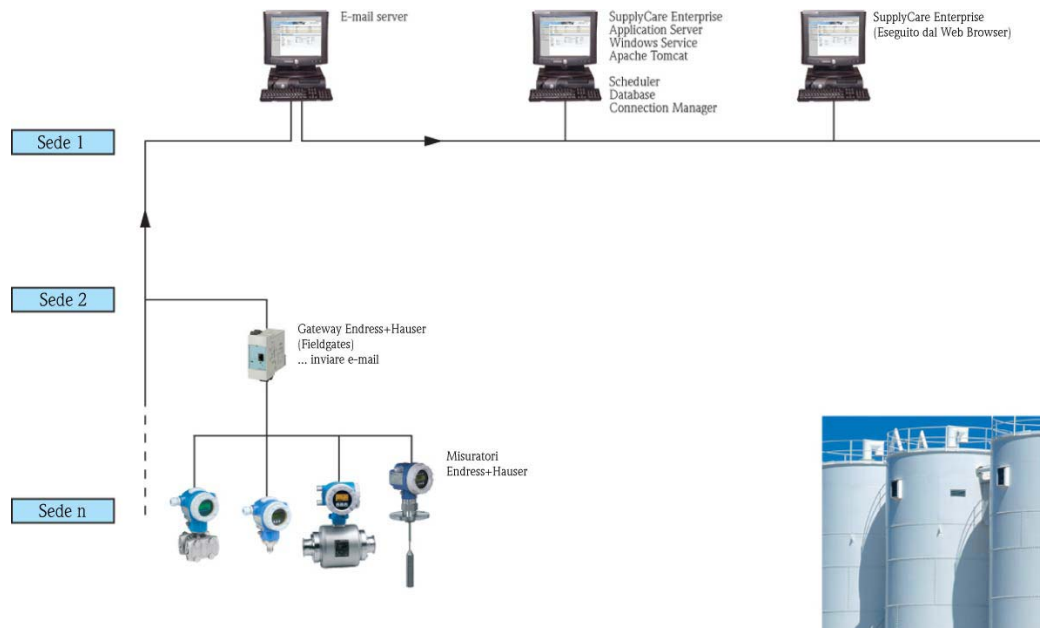 E-mail server
SupplyCare Enterprise
Application Server
Windows Service
Apache Tomcat
Scheduler
Database
Connection Manager
SupplyCare Enterprise
(Eseguito dal Web Browser)
Sede 1
Sede 2
Gateway Endress+Hauser
(Fieldgates)
... inviare e-mail
Misuratori
Endress+Hauser
Sede n